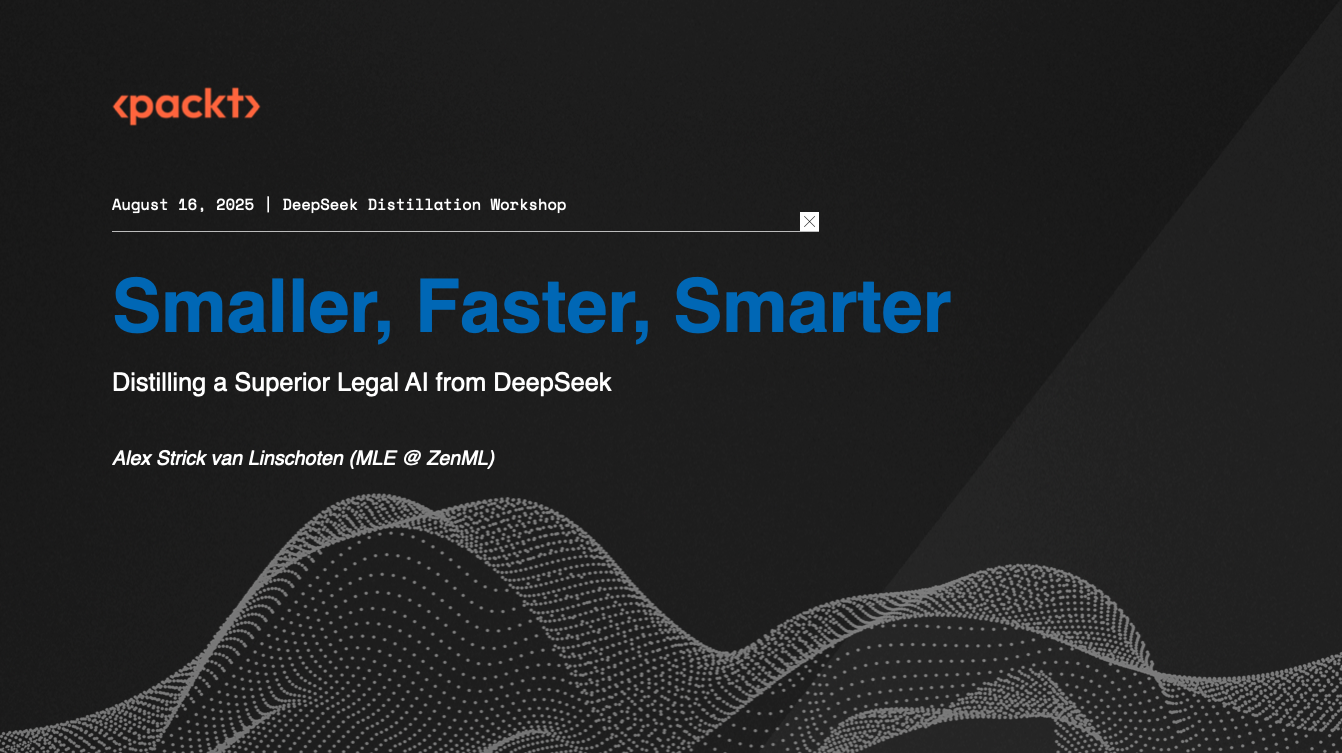 <packt>
August 16, 2025 | DeepSeek Distillation Workshop
Smaller, Faster, Smarter
Distilling a Superior Legal AI from DeepSeek
Alex Strick van Linschoten (MLE @ ZenML)